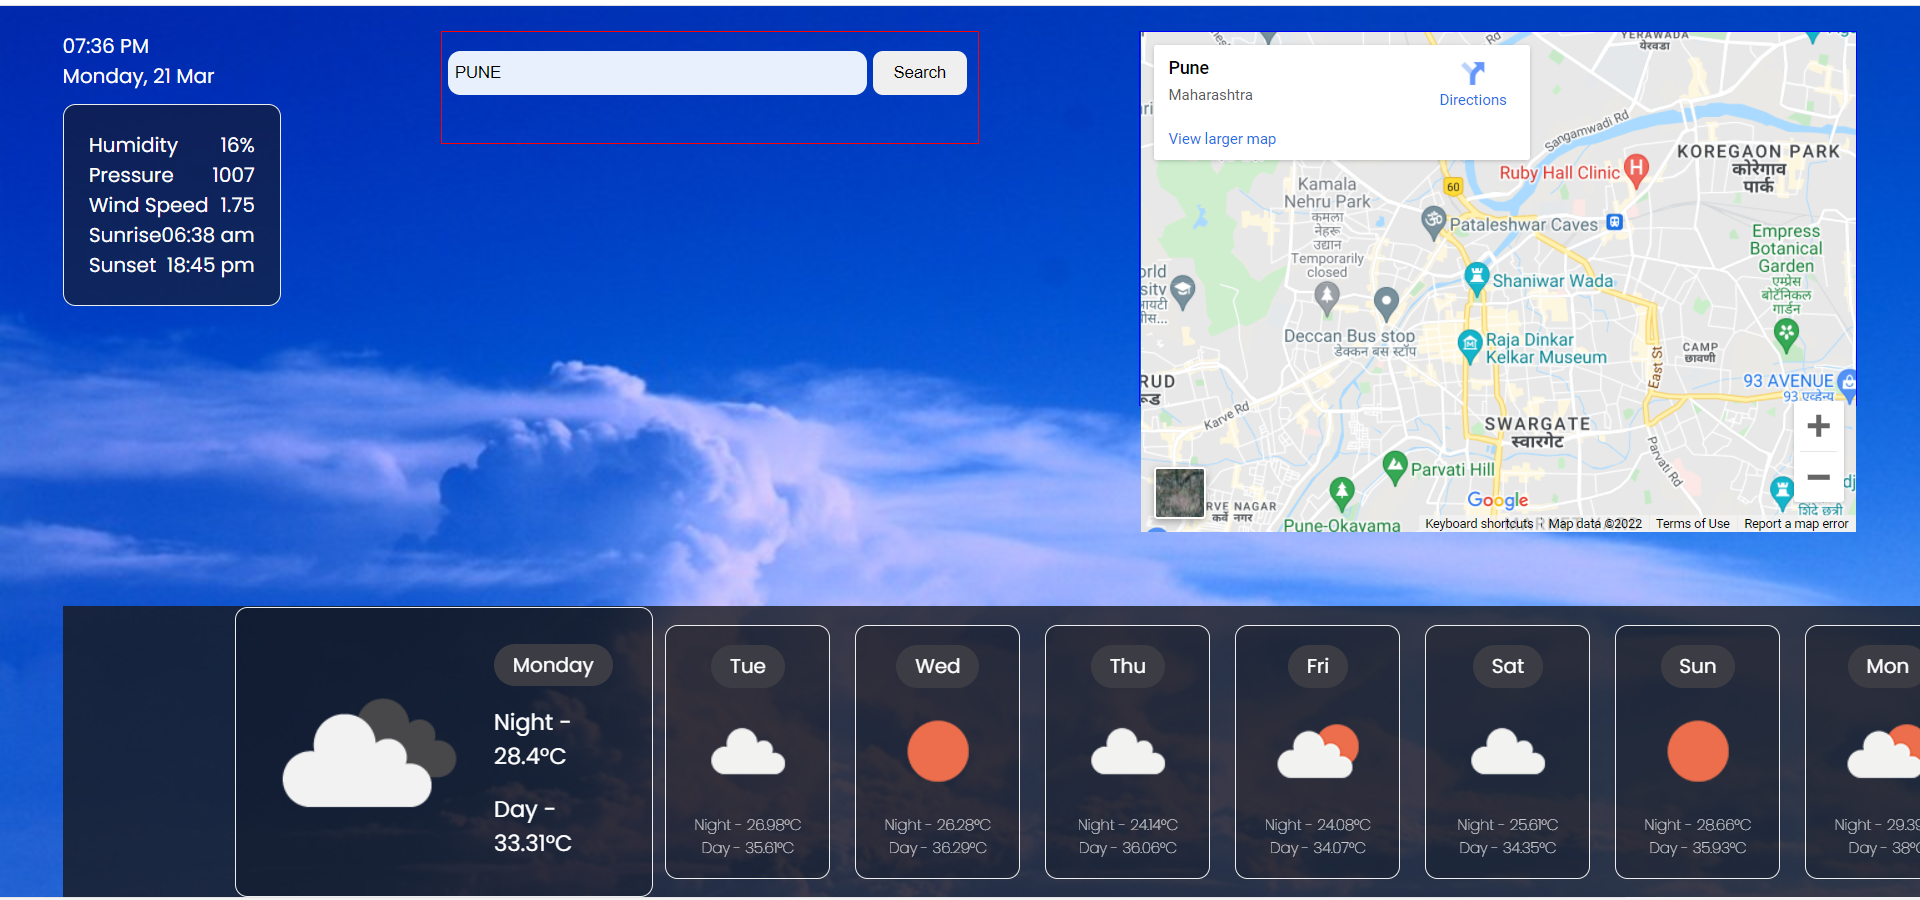 07:36 PM
Monday, 21 Mar
Humidity 16%
Pressure 1007
Wind Speed 1.75
Sunrise06:38 am
Sunset 18:45 pm
PUNE
Search
Pune
Maharashtra
Directions
View larger map
YERAWADA
येरवडा
Rd
Sangamwadi Rd
KOREGAON PARK
कोरेगाव
पार्क
Ruby Hall Clinic
60
Kamala
Nehru Park
कमला
नेहरू
उद्यान
Temporarily
closed
Pataleshwar Caves
Empress
Botanical
Garden
एम्प्रेस
बोटॅनिकल
गार्डन
Shaniwar Wada
Deccan Bus stop
डेक्कन बस स्टॉप
Raja Dinkar
Kelkar Museum
CAMP
छावणी
East St
93 AVENUE
93 एव्हेन्यू
RUD
Karve Rd
SWARGATE
स्वारगेट
Parvati Rd
Parvati Hill
RVE NAGAR
कर्वे नगर
Pune-Okayama
शिंदे छत्री
Google
Keyboard shortcuts Map data ©2022 Terms of Use Report a map error
Monday
Night -
28.4°C
Day -
33.31°C
Tue
Night - 26.98°C
Day - 35.61°C
Wed
Night - 26.28°C
Day - 36.29°C
Thu
Night - 24.14°C
Day - 36.06°C
Fri
Night - 24.08°C
Day - 34.07°C
Sat
Night - 25.61°C
Day - 34.35°C
Sun
Night - 28.66°C
Day - 35.93°C
Mon
Night - 29.39
Day - 38°C